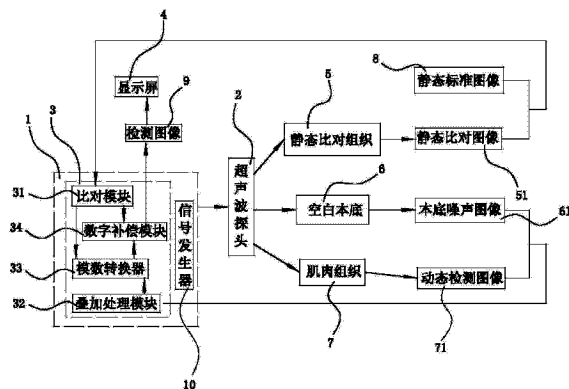 4
显示屏
9
检测图像
3
1
31
比对模块
34
数字补偿模块
33
模数转换器
32
叠加处理模块
信号发生器
10
2
超声波探头
5
静态比对组织
6
空白本底
肌肉组织
7
8
静态标准图像
静态比对图像
51
本底噪声图像
61
动态检测图像
71